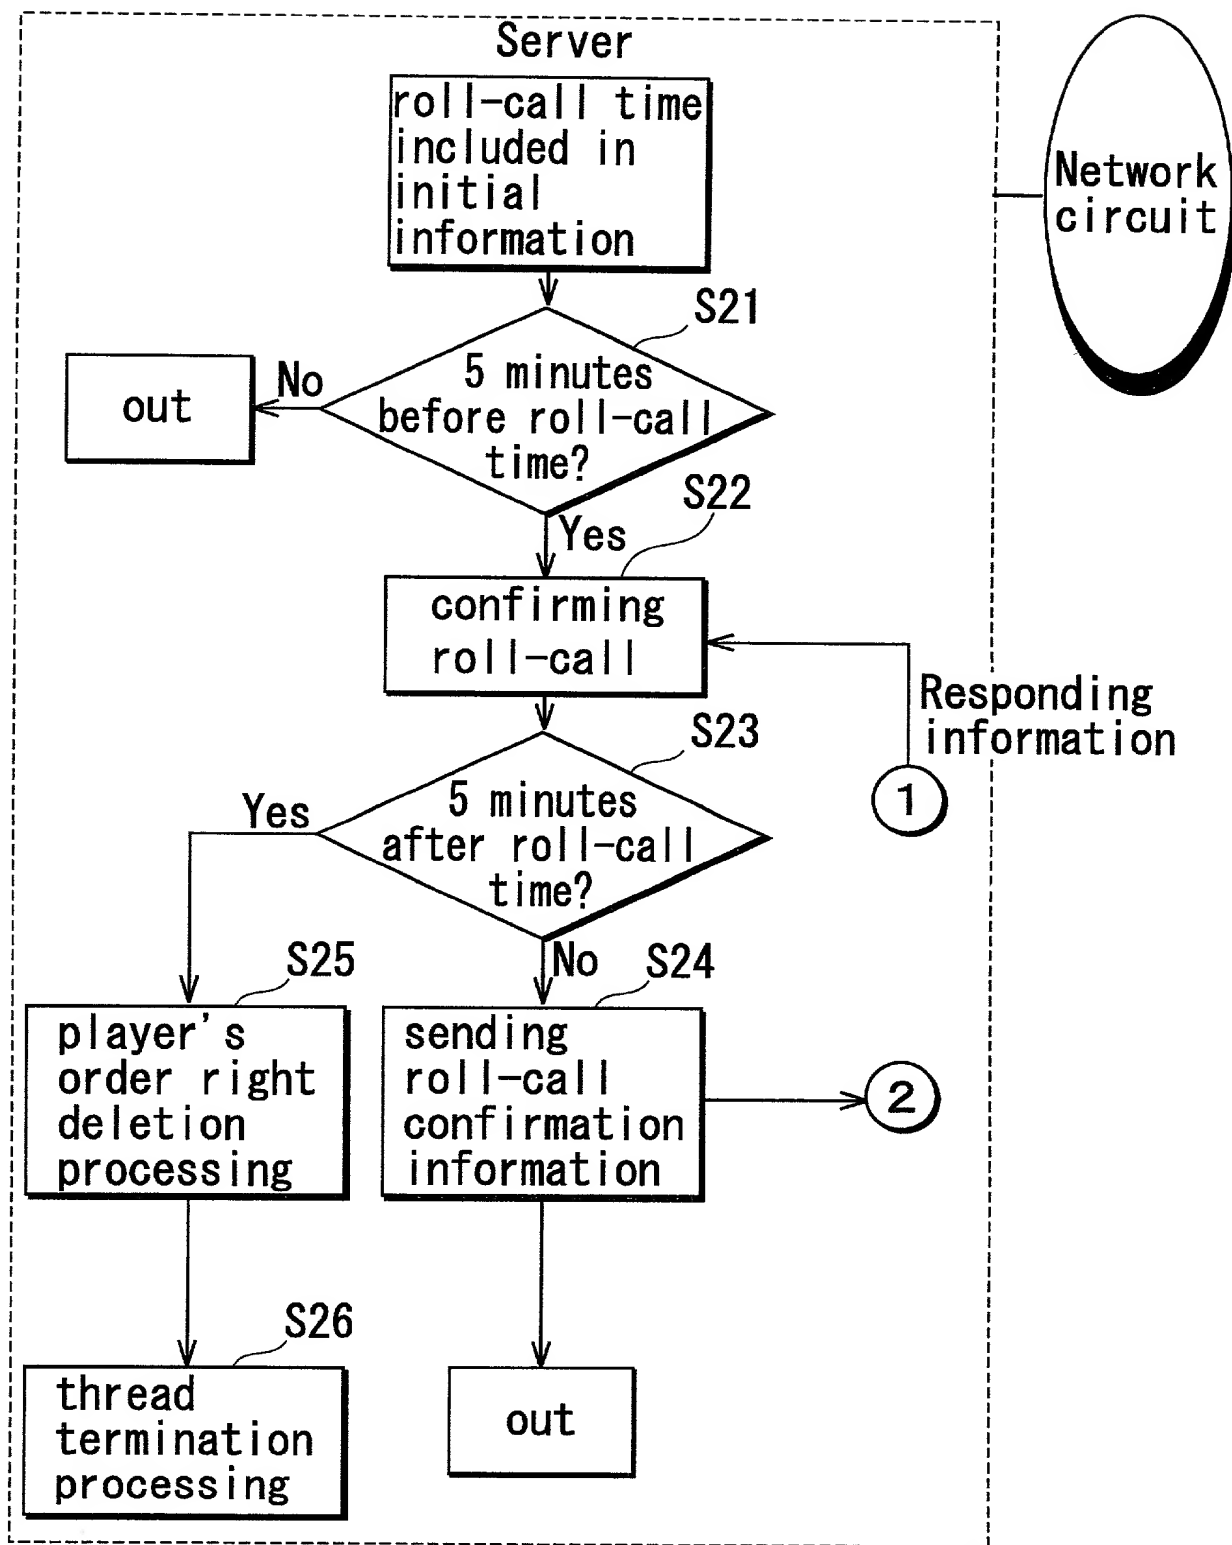 Server
roll-call time
included in
initial
information
Network
circuit
S21
5 minutes
before roll-call
time?
No
out
S22
Yes
confirming
roll-call
Responding
information
1
S23
5 minutes
after roll-call
time?
Yes
No
S25
player's
order right
deletion
processing
S24
sending
roll-call
confirmation
information
2
S26
thread
termination
processing
out